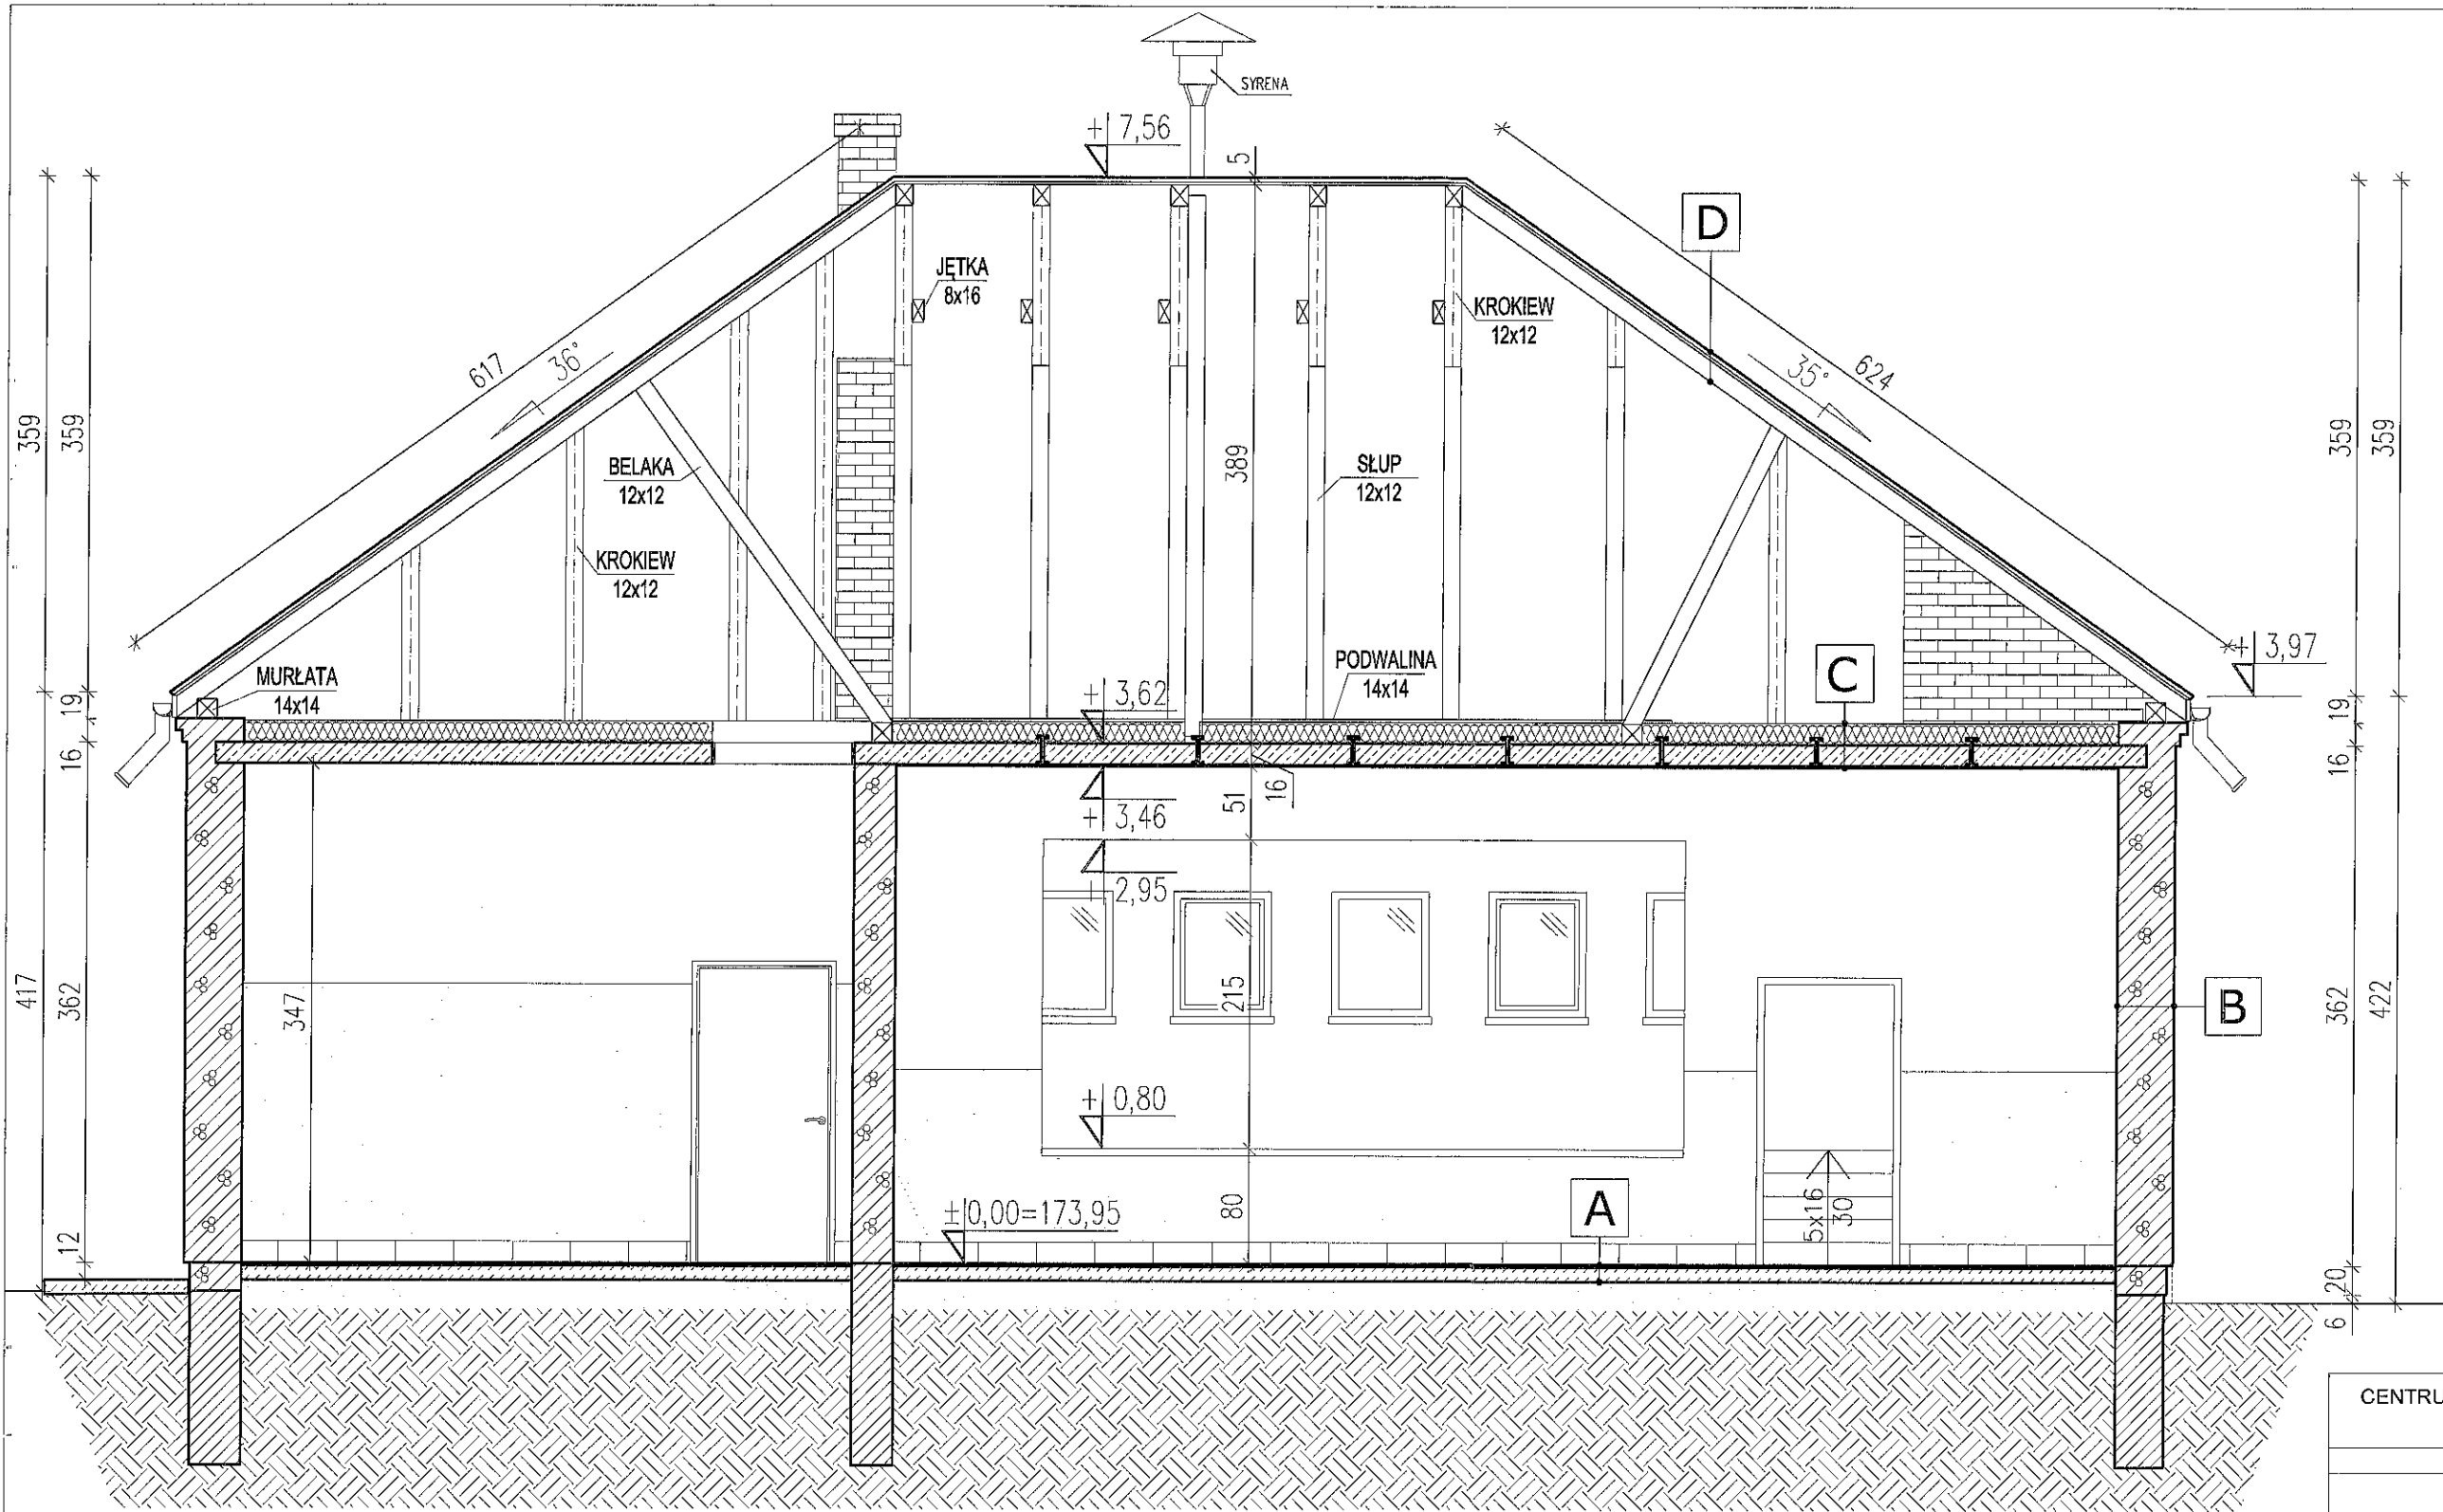 SYRENA
+ 7,56
5
D
JĘTKA
8x16
KROKIEW
12x12
617
36°
35°
624
359
359
359
359
BELAKA
12x12
389
SŁUP
12x12
KROKIEW
12x12
MURŁATA
14x14
PODWALINA
14x14
C
+ 3,97
+ 3,62
19
16
19
16
16
51
+ 3,46
+ 2,95
417
362
347
215
B
362
422
+ 0,80
80
±0,00=173,95
A
5x16
30
12
20
6
CENTRU